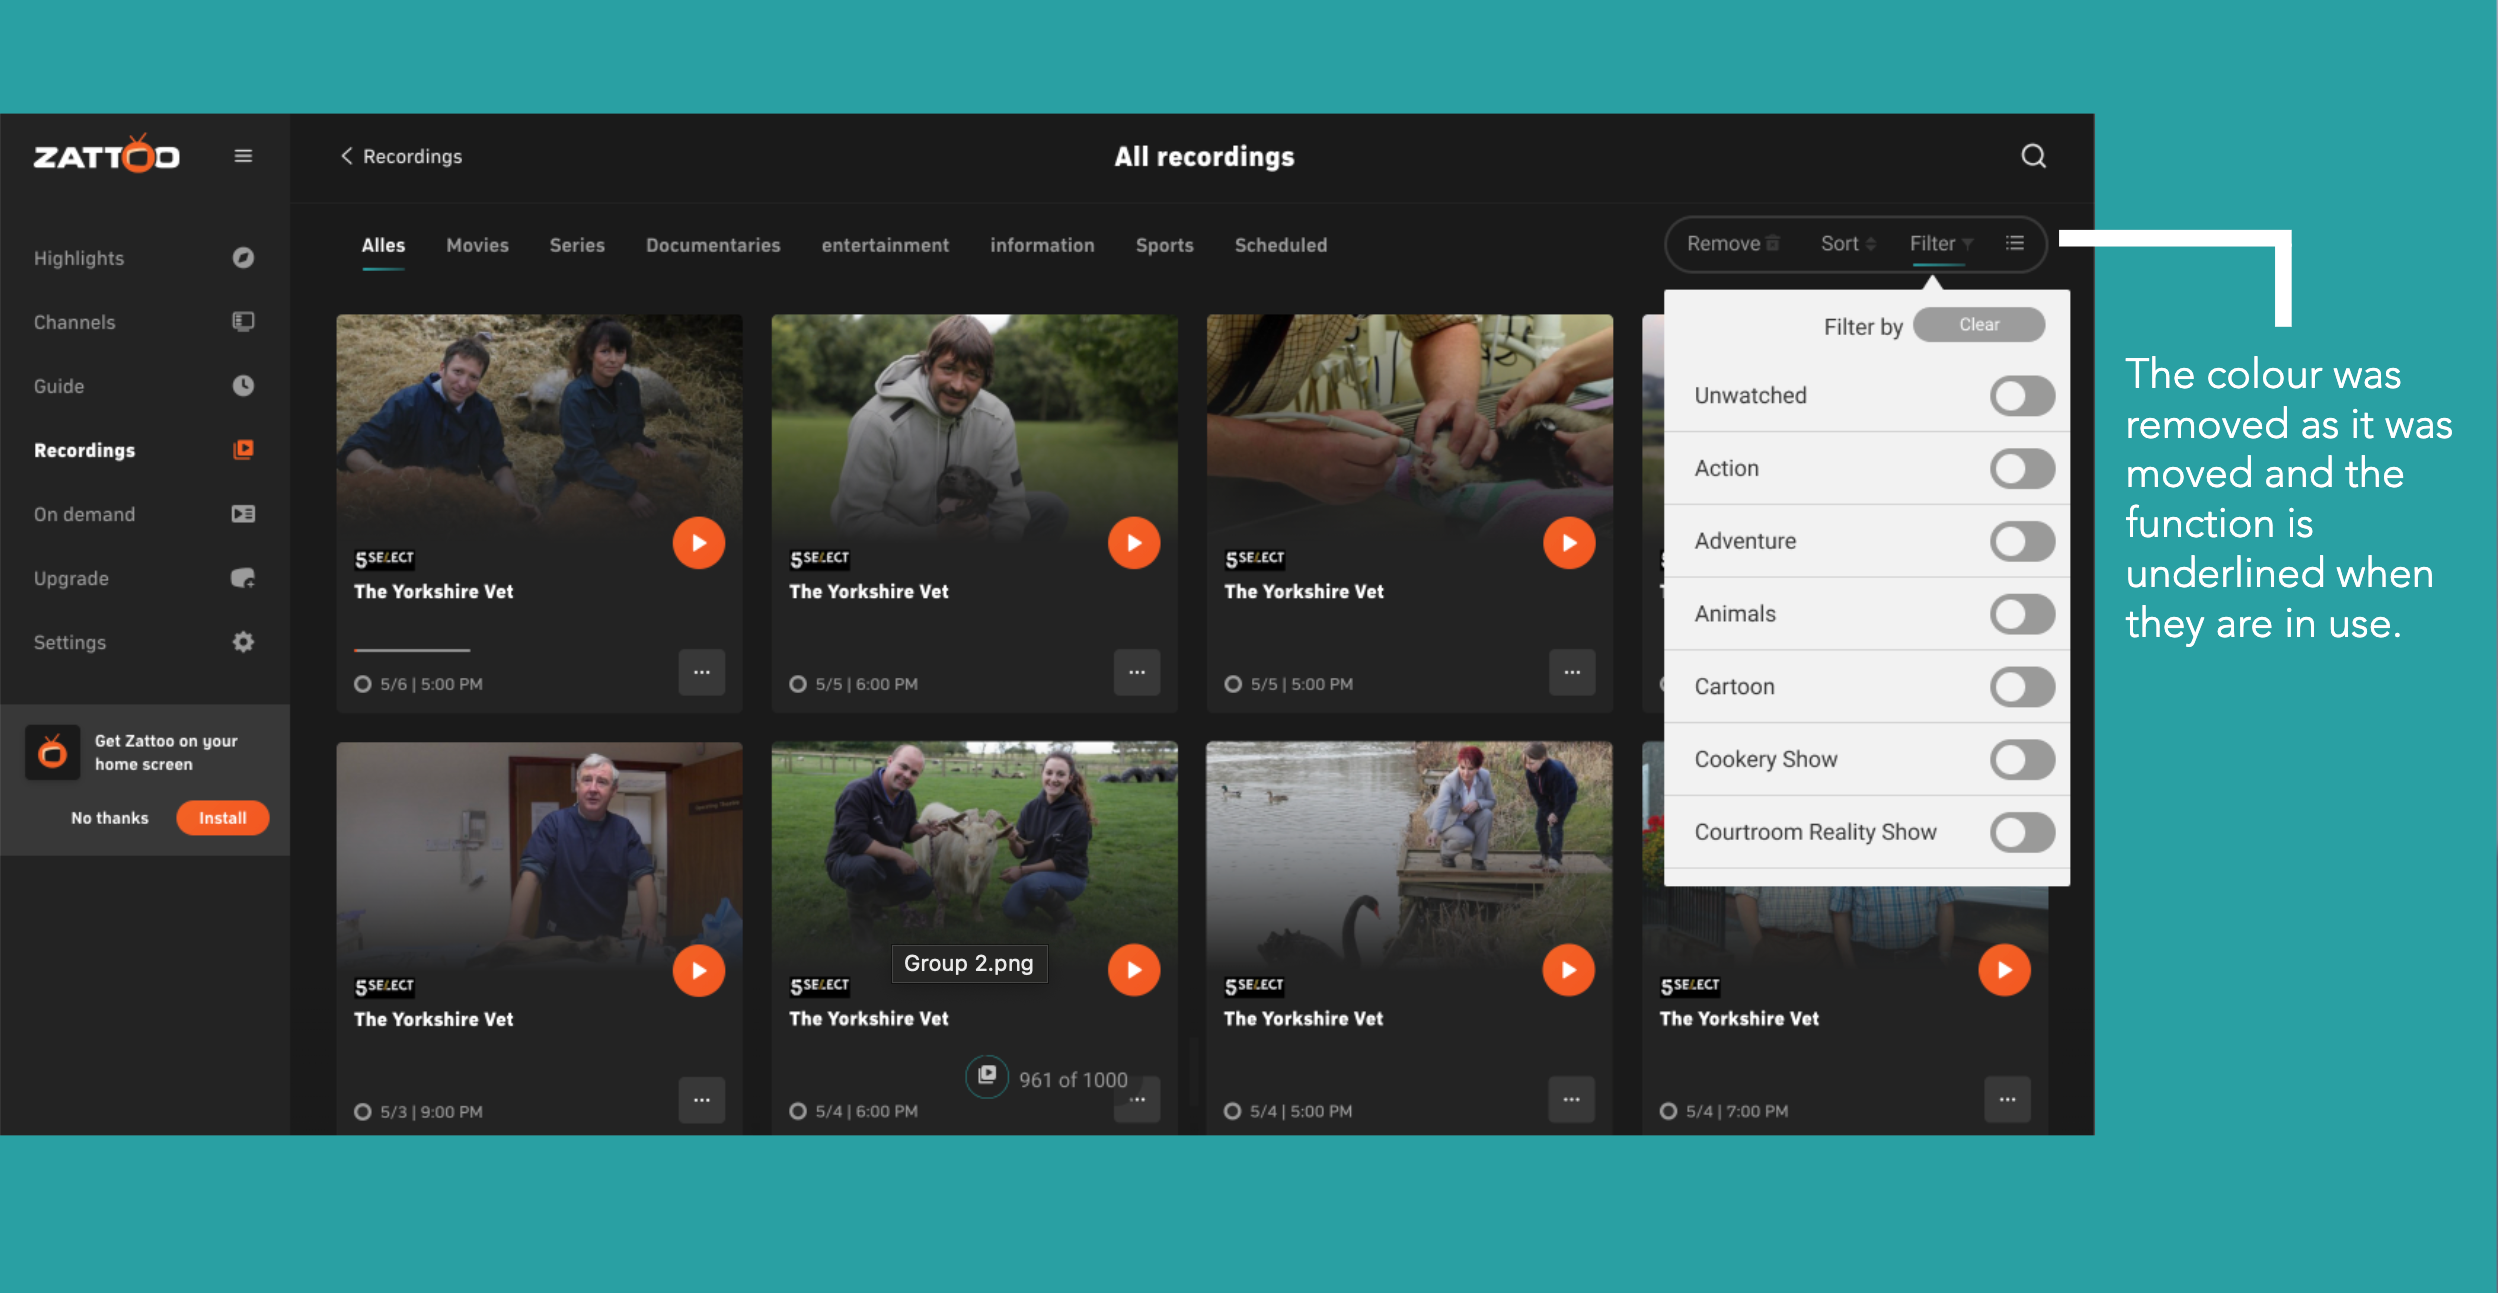 ZATTOO
Recordings
All recordings
Highlights
Channels
Guide
Recordings
On demand
Upgrade
Settings
Get Zattoo on your
home screen
No thanks
Install
Alles Movies Series Documentaries entertainment information Sports Scheduled
Remove Sort Filter
Filter by Clear
Unwatched
Action
Adventure
Animals
Cartoon
Cookery Show
Courtroom Reality Show
5SELECT
The Yorkshire Vet
5/6 | 5:00 PM
5SELECT
The Yorkshire Vet
5/5 | 6:00 PM
5SELECT
The Yorkshire Vet
5/5 | 5:00 PM
5SELECT
The Yorkshire Vet
5/3 | 9:00 PM
Group 2.png
5SELECT
The Yorkshire Vet
961 of 1000
5/4 | 6:00 PM
5SELECT
The Yorkshire Vet
5/4 | 5:00 PM
5SELECT
The Yorkshire Vet
5/4 | 7:00 PM
The colour was
removed as it was
moved and the
function is
underlined when
they are in use.